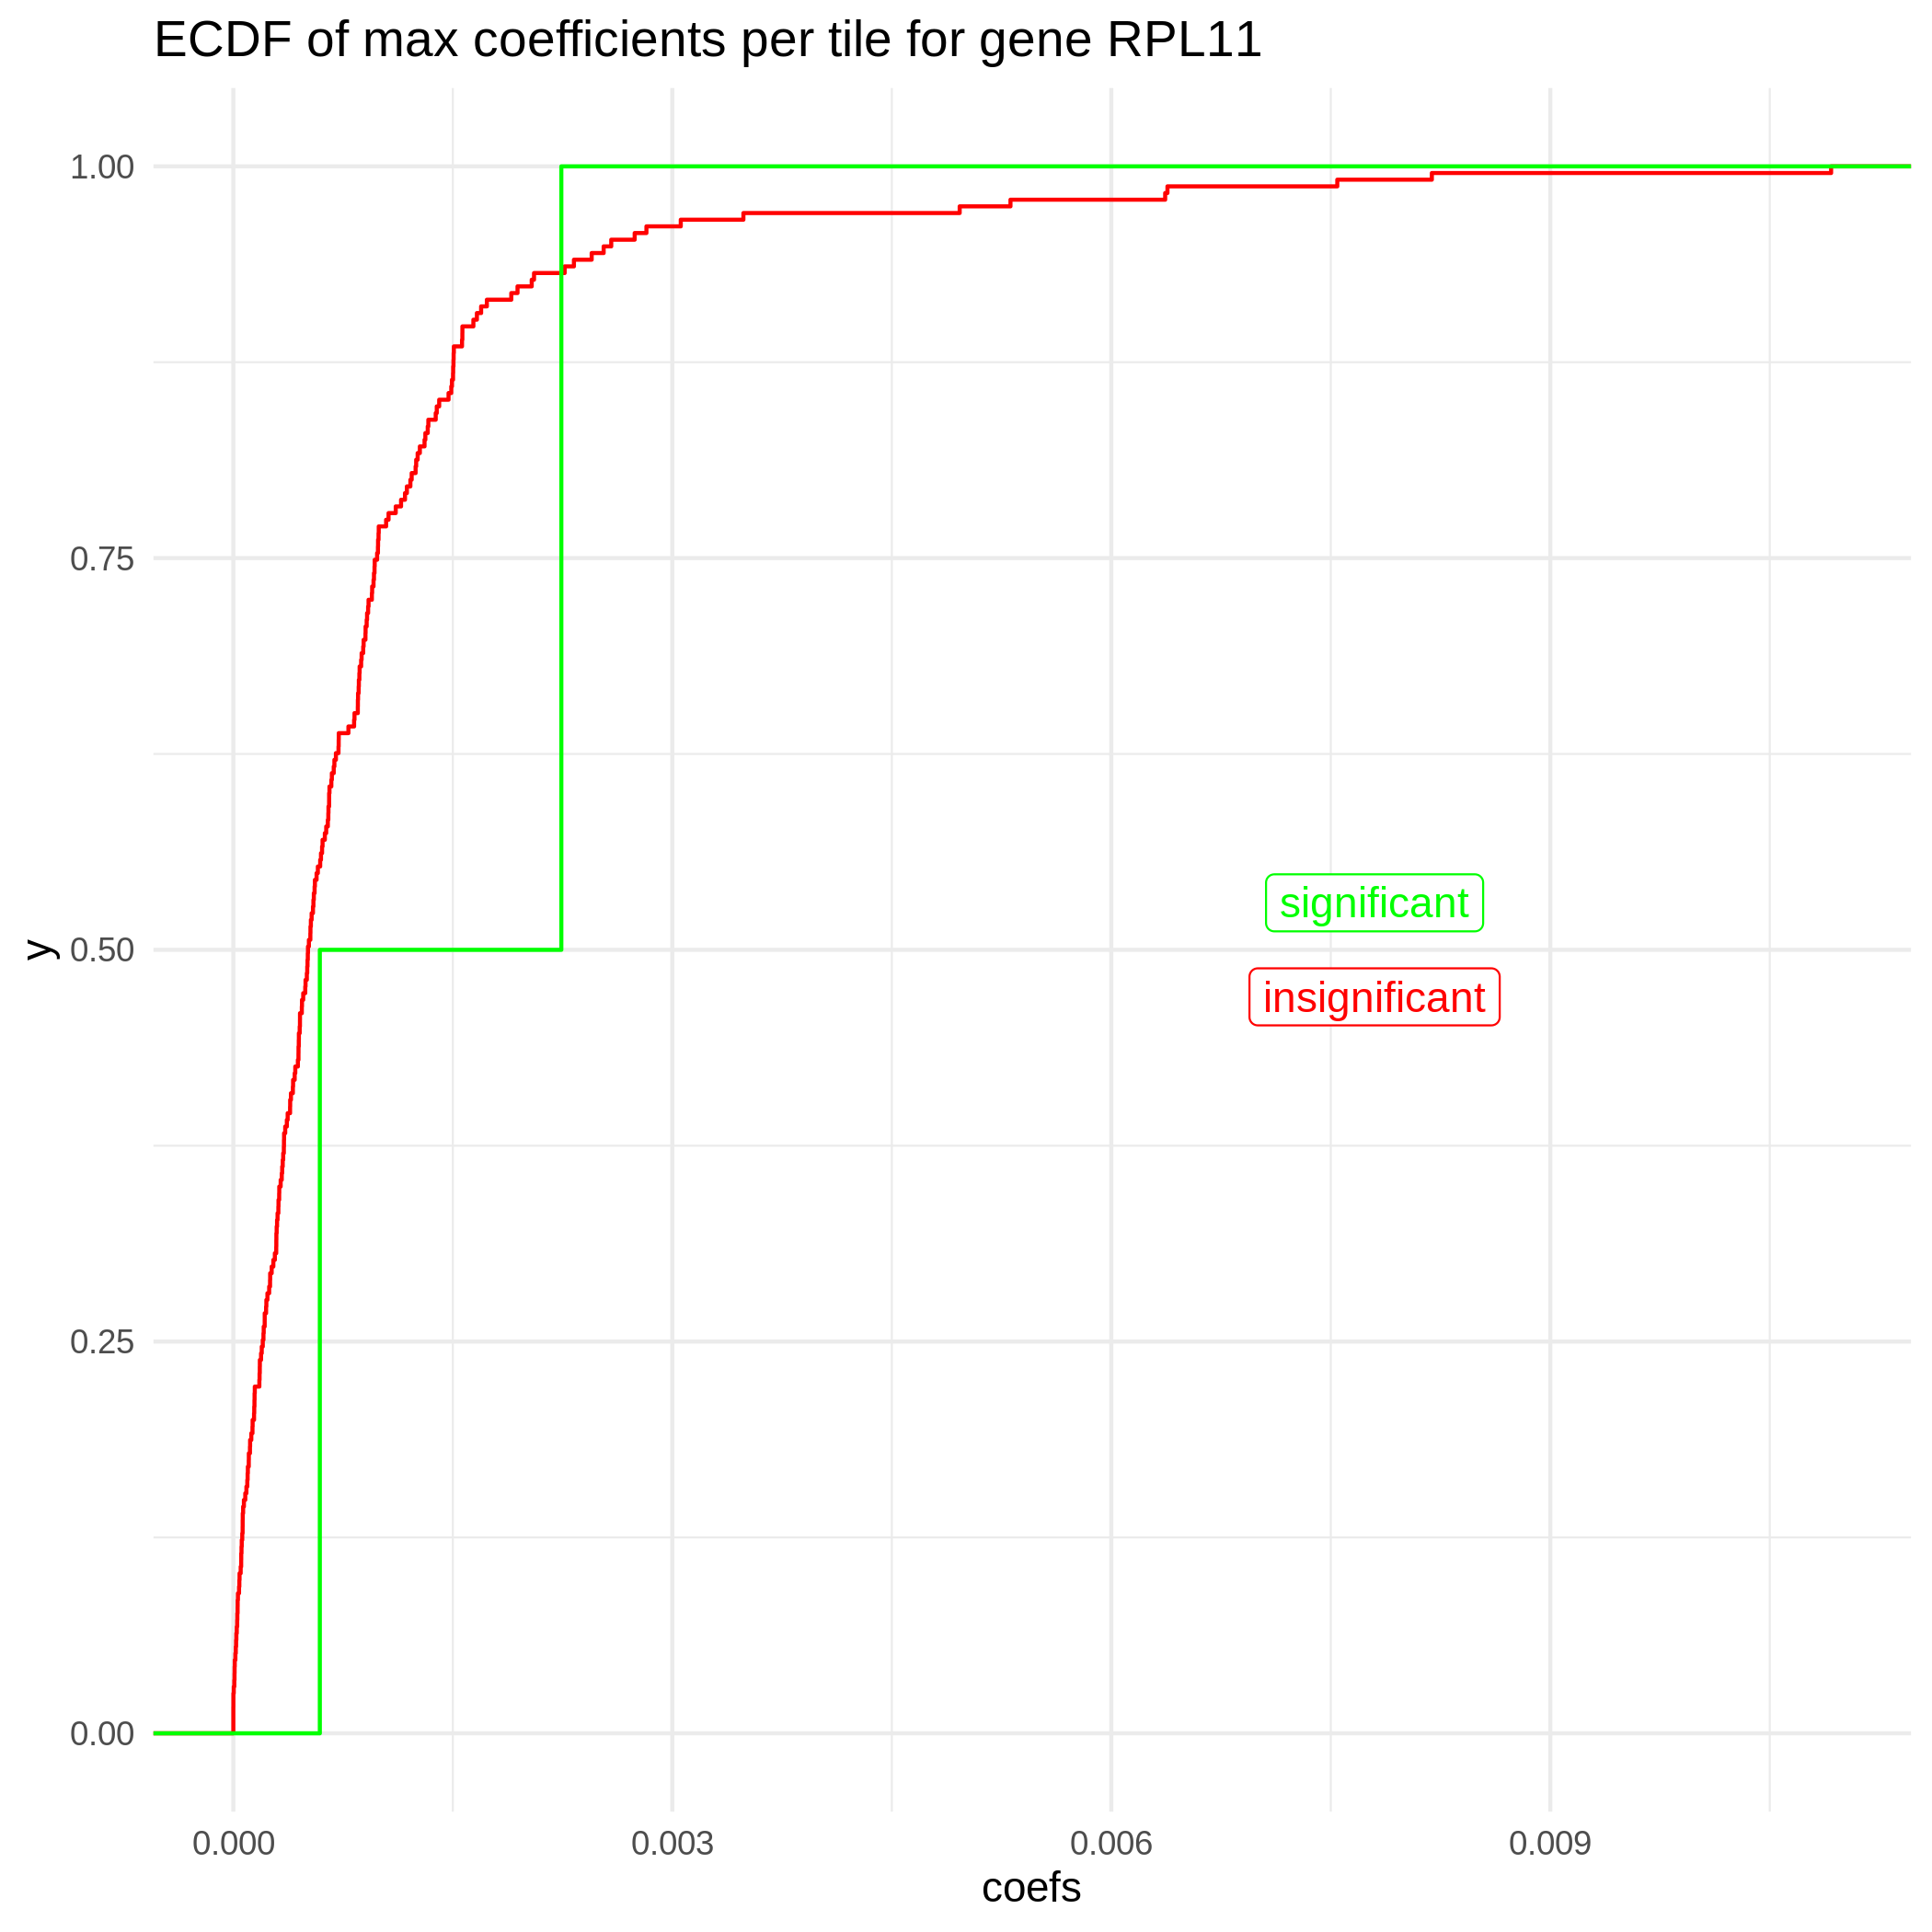 ECDF of max coefficients per tile for gene RPL11
1.00
0.75
0.50
0.25
0.00
y
significant
insignificant
0.000 0.003 0.006 0.009
coefs